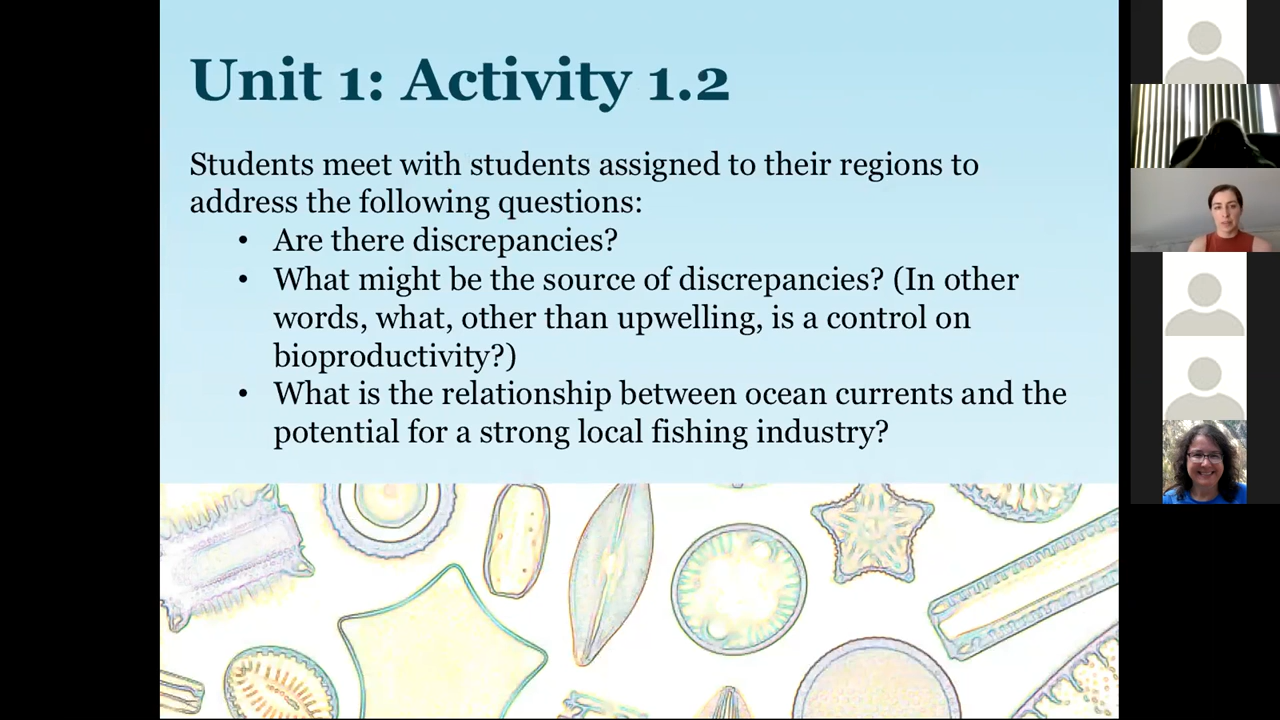 Unit 1: Activity 1.2
Students meet with students assigned to their regions to
address the following questions:
• Are there discrepancies?
• What might be the source of discrepancies? (In other
words, what, other than upwelling, is a control on
bioproductivity?)
• What is the relationship between ocean currents and the
potential for a strong local fishing industry?